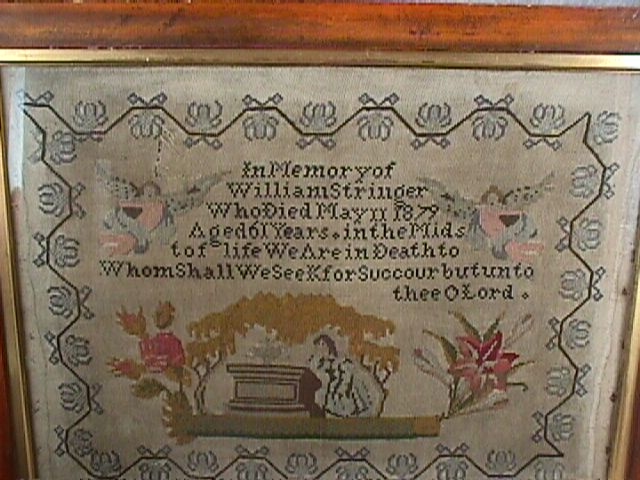 In Memory of
William Stringer
Who Died May 11 1879
Aged 61 Years. in the Mids
t of life We Are in Death to
Whom Shall We SeeK for Succour but unto
thee O Lord.